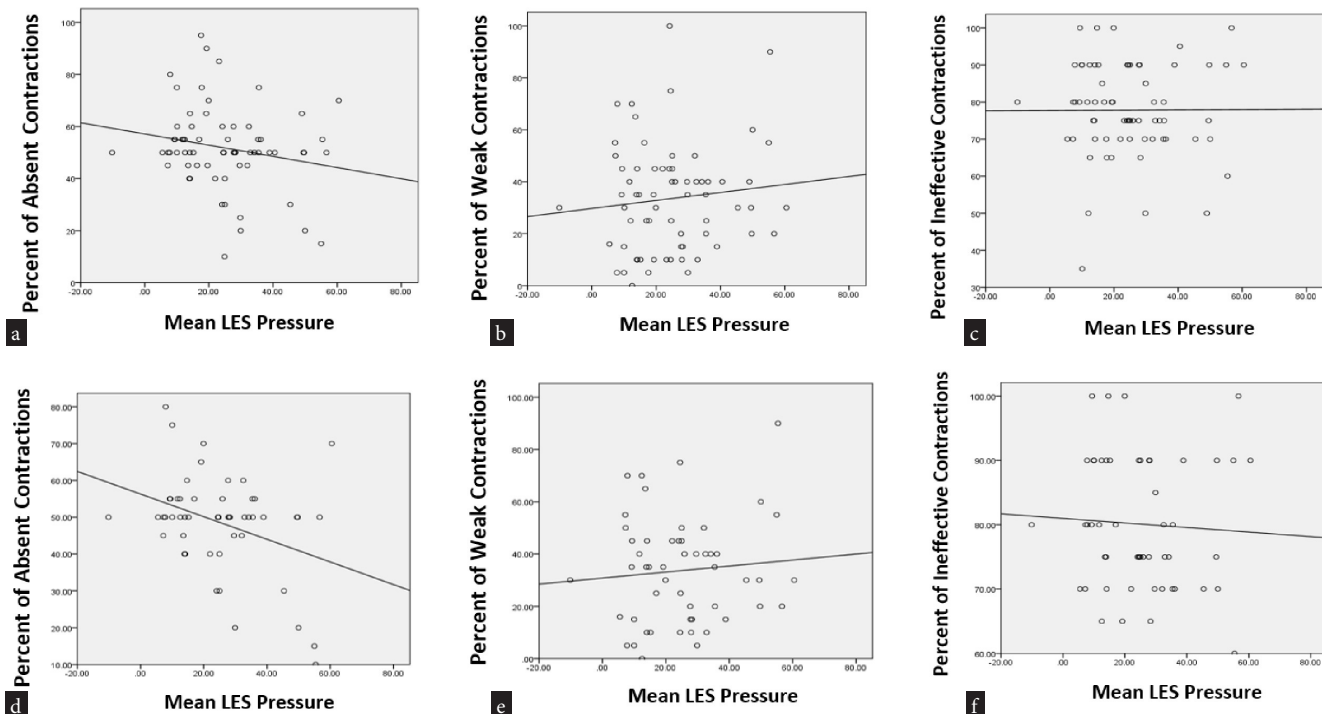 Percent of Absent Contractions
100
80
60
40
20
0
-20.00 .00 20.00 40.00 60.00 80.00
Mean LES Pressure
a
Percent of Weak Contractions
100
80
60
40
20
0
-20.00 .00 20.00 40.00 60.00 80.00
Mean LES Pressure
b
Percent of Ineffective Contractions
100
90
80
70
60
50
40
30
20.00 .00 20.00 40.00 60.00 80.00
Mean LES Pressure
c
Percent of Absent Contractions
80.00
70.00
60.00
50.00
40.00
30.00
20.00
10.00
-20.00 .00 20.00 40.00 60.00 80.00
Mean LES Pressure
d
Percent of Weak Contractions
100.00
80.00
60.00
40.00
20.00
.00
-20.00 .00 20.00 40.00 60.00 80.00
Mean LES Pressure
e
Percent of Ineffective Contractions
100.00
90.00
80.00
70.00
60.00
-20.00 .00 20.00 40.00 60.00 80.00
Mean LES Pressure
f